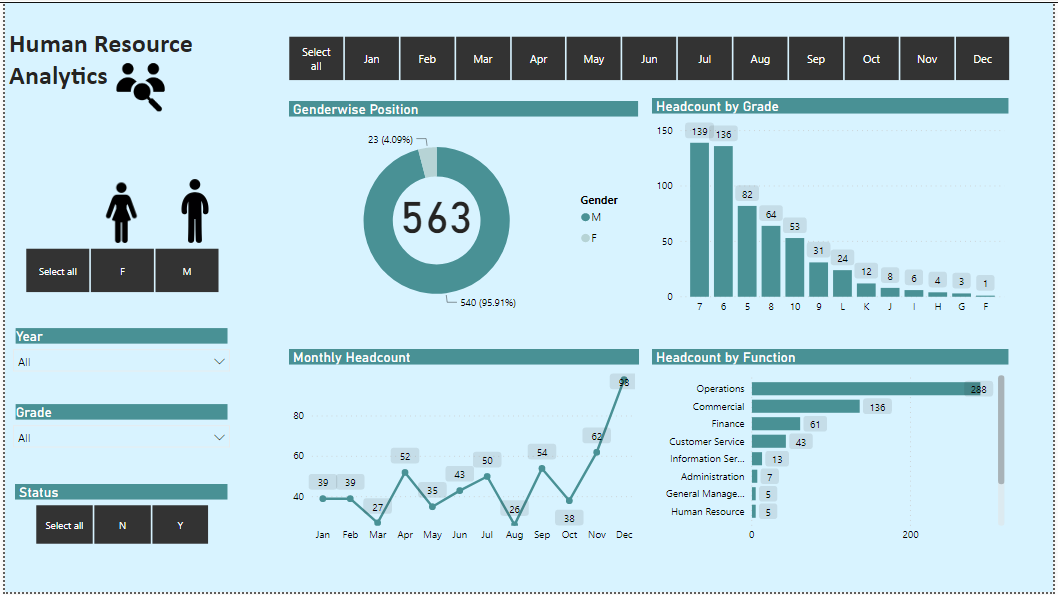 Human Resource
Analytics
Select all
Jan
Feb
Mar
Apr
May
Jun
Jul
Aug
Sep
Oct
Nov
Dec
Select all
F
M
Year
All
Grade
All
Status
Select all
N
Y
Genderwise Position
23 (4.09%)
563
540 (95.91%)
Gender
M
F
Headcount by Grade
150
100
50
0
139
136
82
64
53
31
24
12
8
6
4
3
1
7 6 5 8 10 9 L K J I H G F
Monthly Headcount
80
60
40
39
39
27
52
35
43
50
26
54
38
62
98
Jan Feb Mar Apr May Jun Jul Aug Sep Oct Nov Dec
Headcount by Function
Operations 288
Commercial 136
Finance 61
Customer Service 43
Information Ser... 13
Administration 7
General Manage... 5
Human Resource 5
0 200